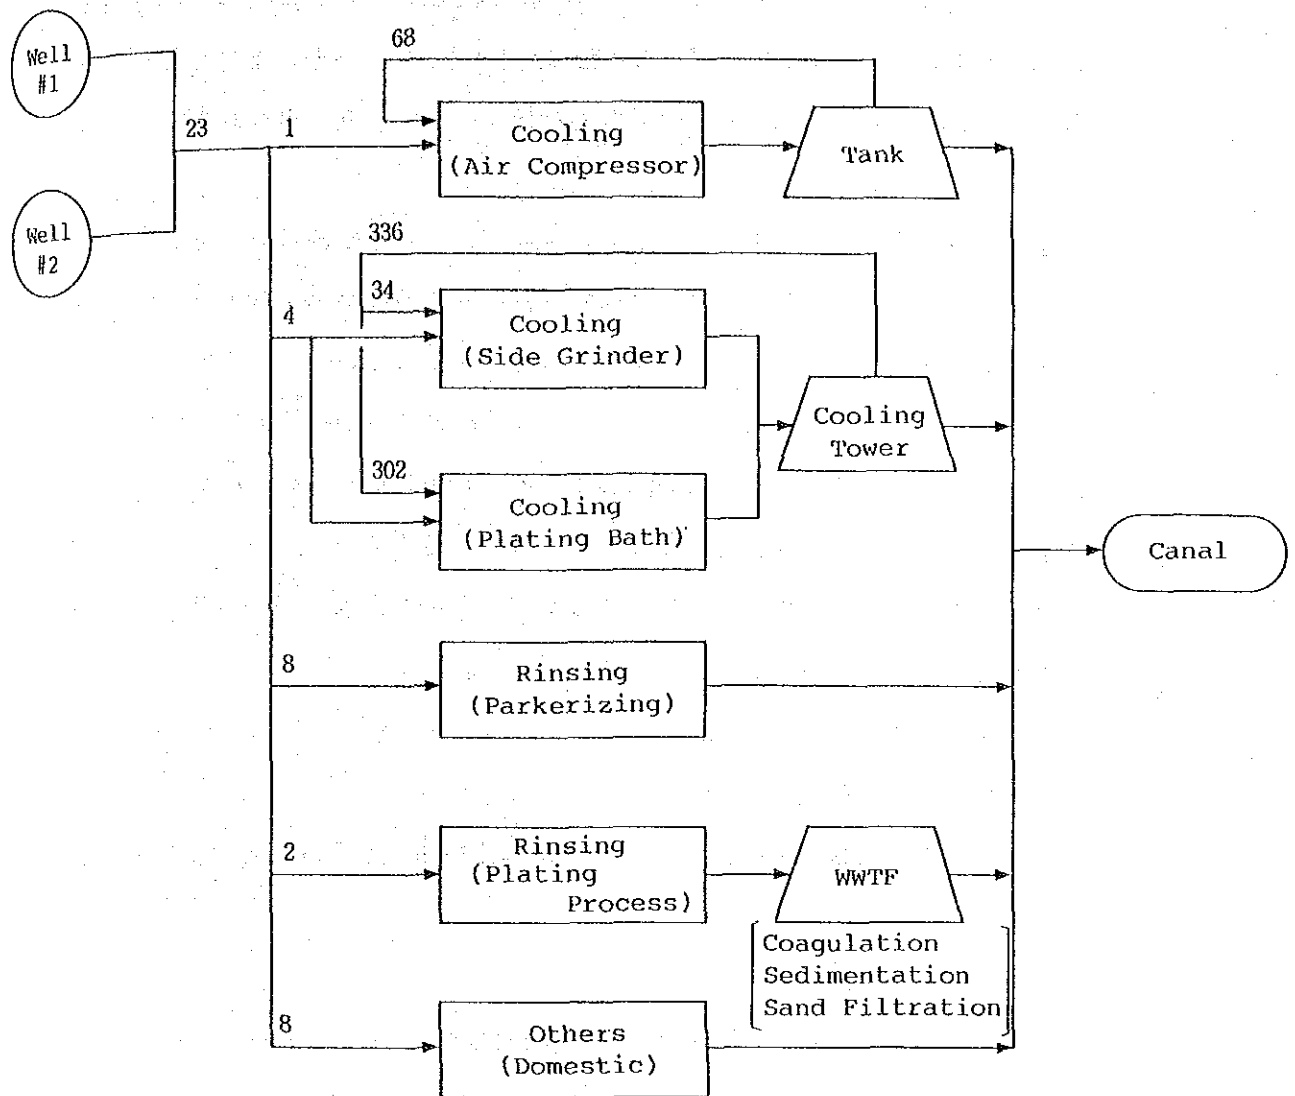 Well
#1
Well
#2
23
68
1
Cooling
(Air Compressor)
Tank
336
34
4
Cooling
(Side Grinder)
302
Cooling
(Plating Bath)
Cooling
Tower
Canal
8
Rinsing
(Parkerizing)
2
Rinsing
(Plating
Process)
WWTF
Coagulation
Sedimentation
Sand Filtration
8
Others
(Domestic)